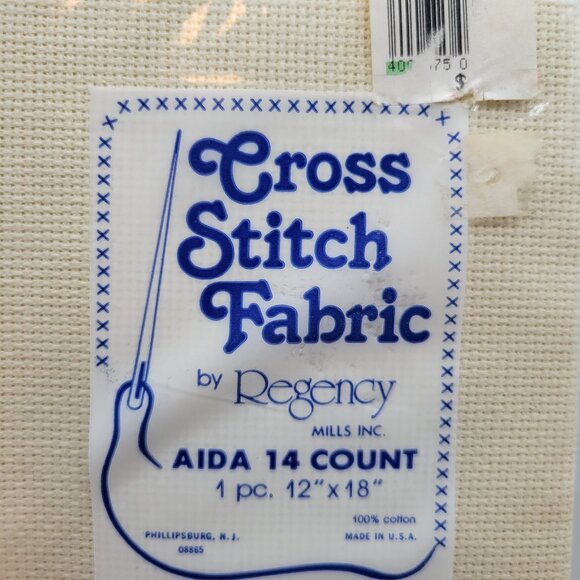 $
Cross
Stitch
Fabric
by Regency
MILLS INC.
AIDA 14 COUNT
1 pc. 12" x 18"
100% cotton
PHILLIPSBURG, N. J. MADE IN U.S.A.
08865